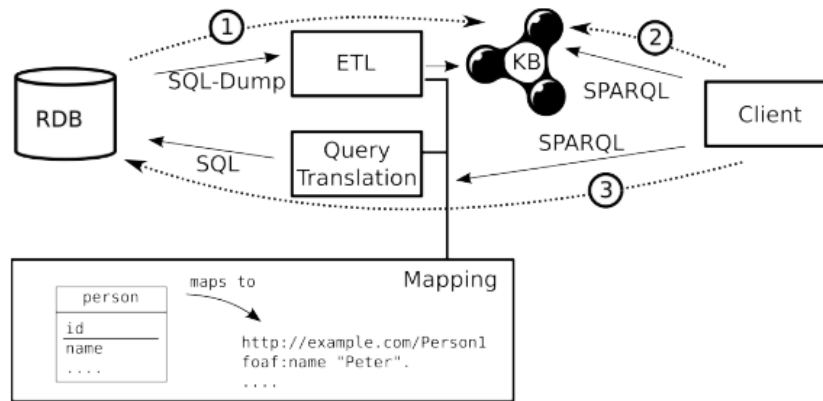 1
2
KB
ETL
SQL-Dump
SPARQL
RDB
Client
SPARQL
Query
Translation
SQL
3
Mapping
maps to
person
id
name
....
http://example.com/Person1
foaf:name "Peter".
....